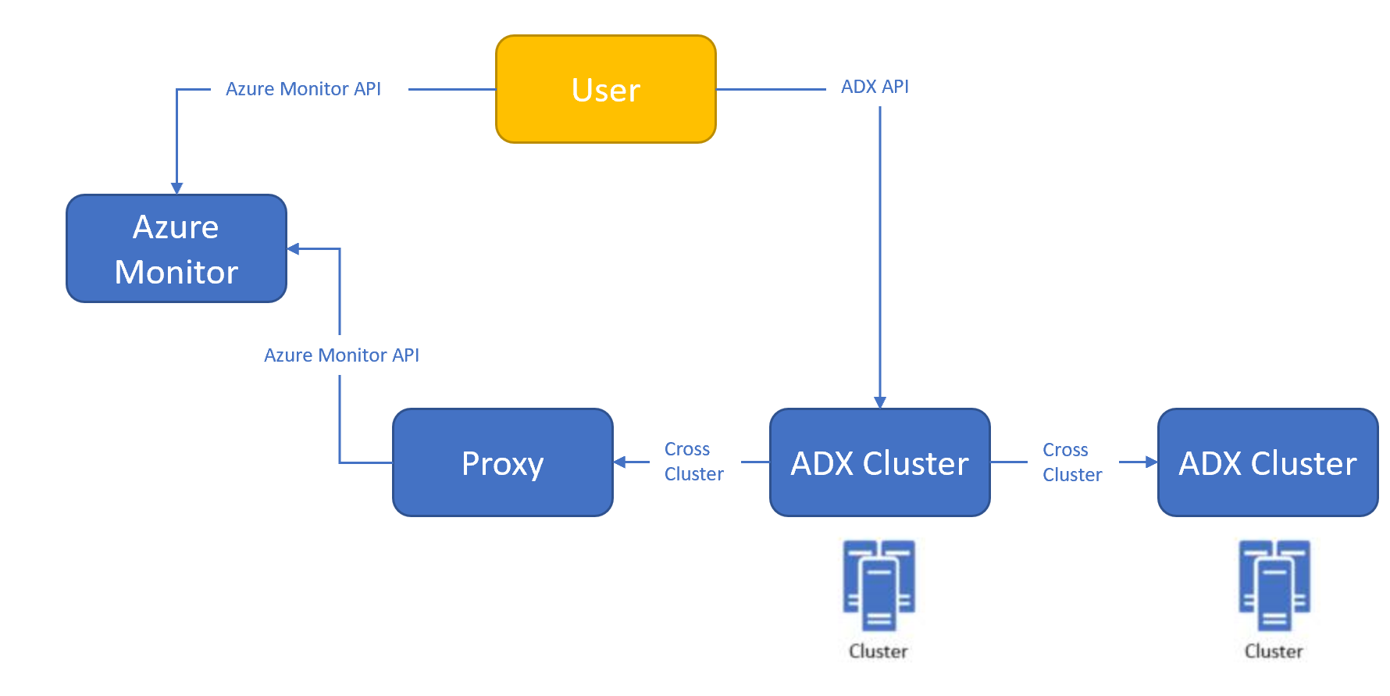 User
Azure Monitor API
ADX API
Azure
Monitor
Azure Monitor API
Proxy
Cross
Cluster
ADX Cluster
Cross
Cluster
ADX Cluster
Cluster
Cluster